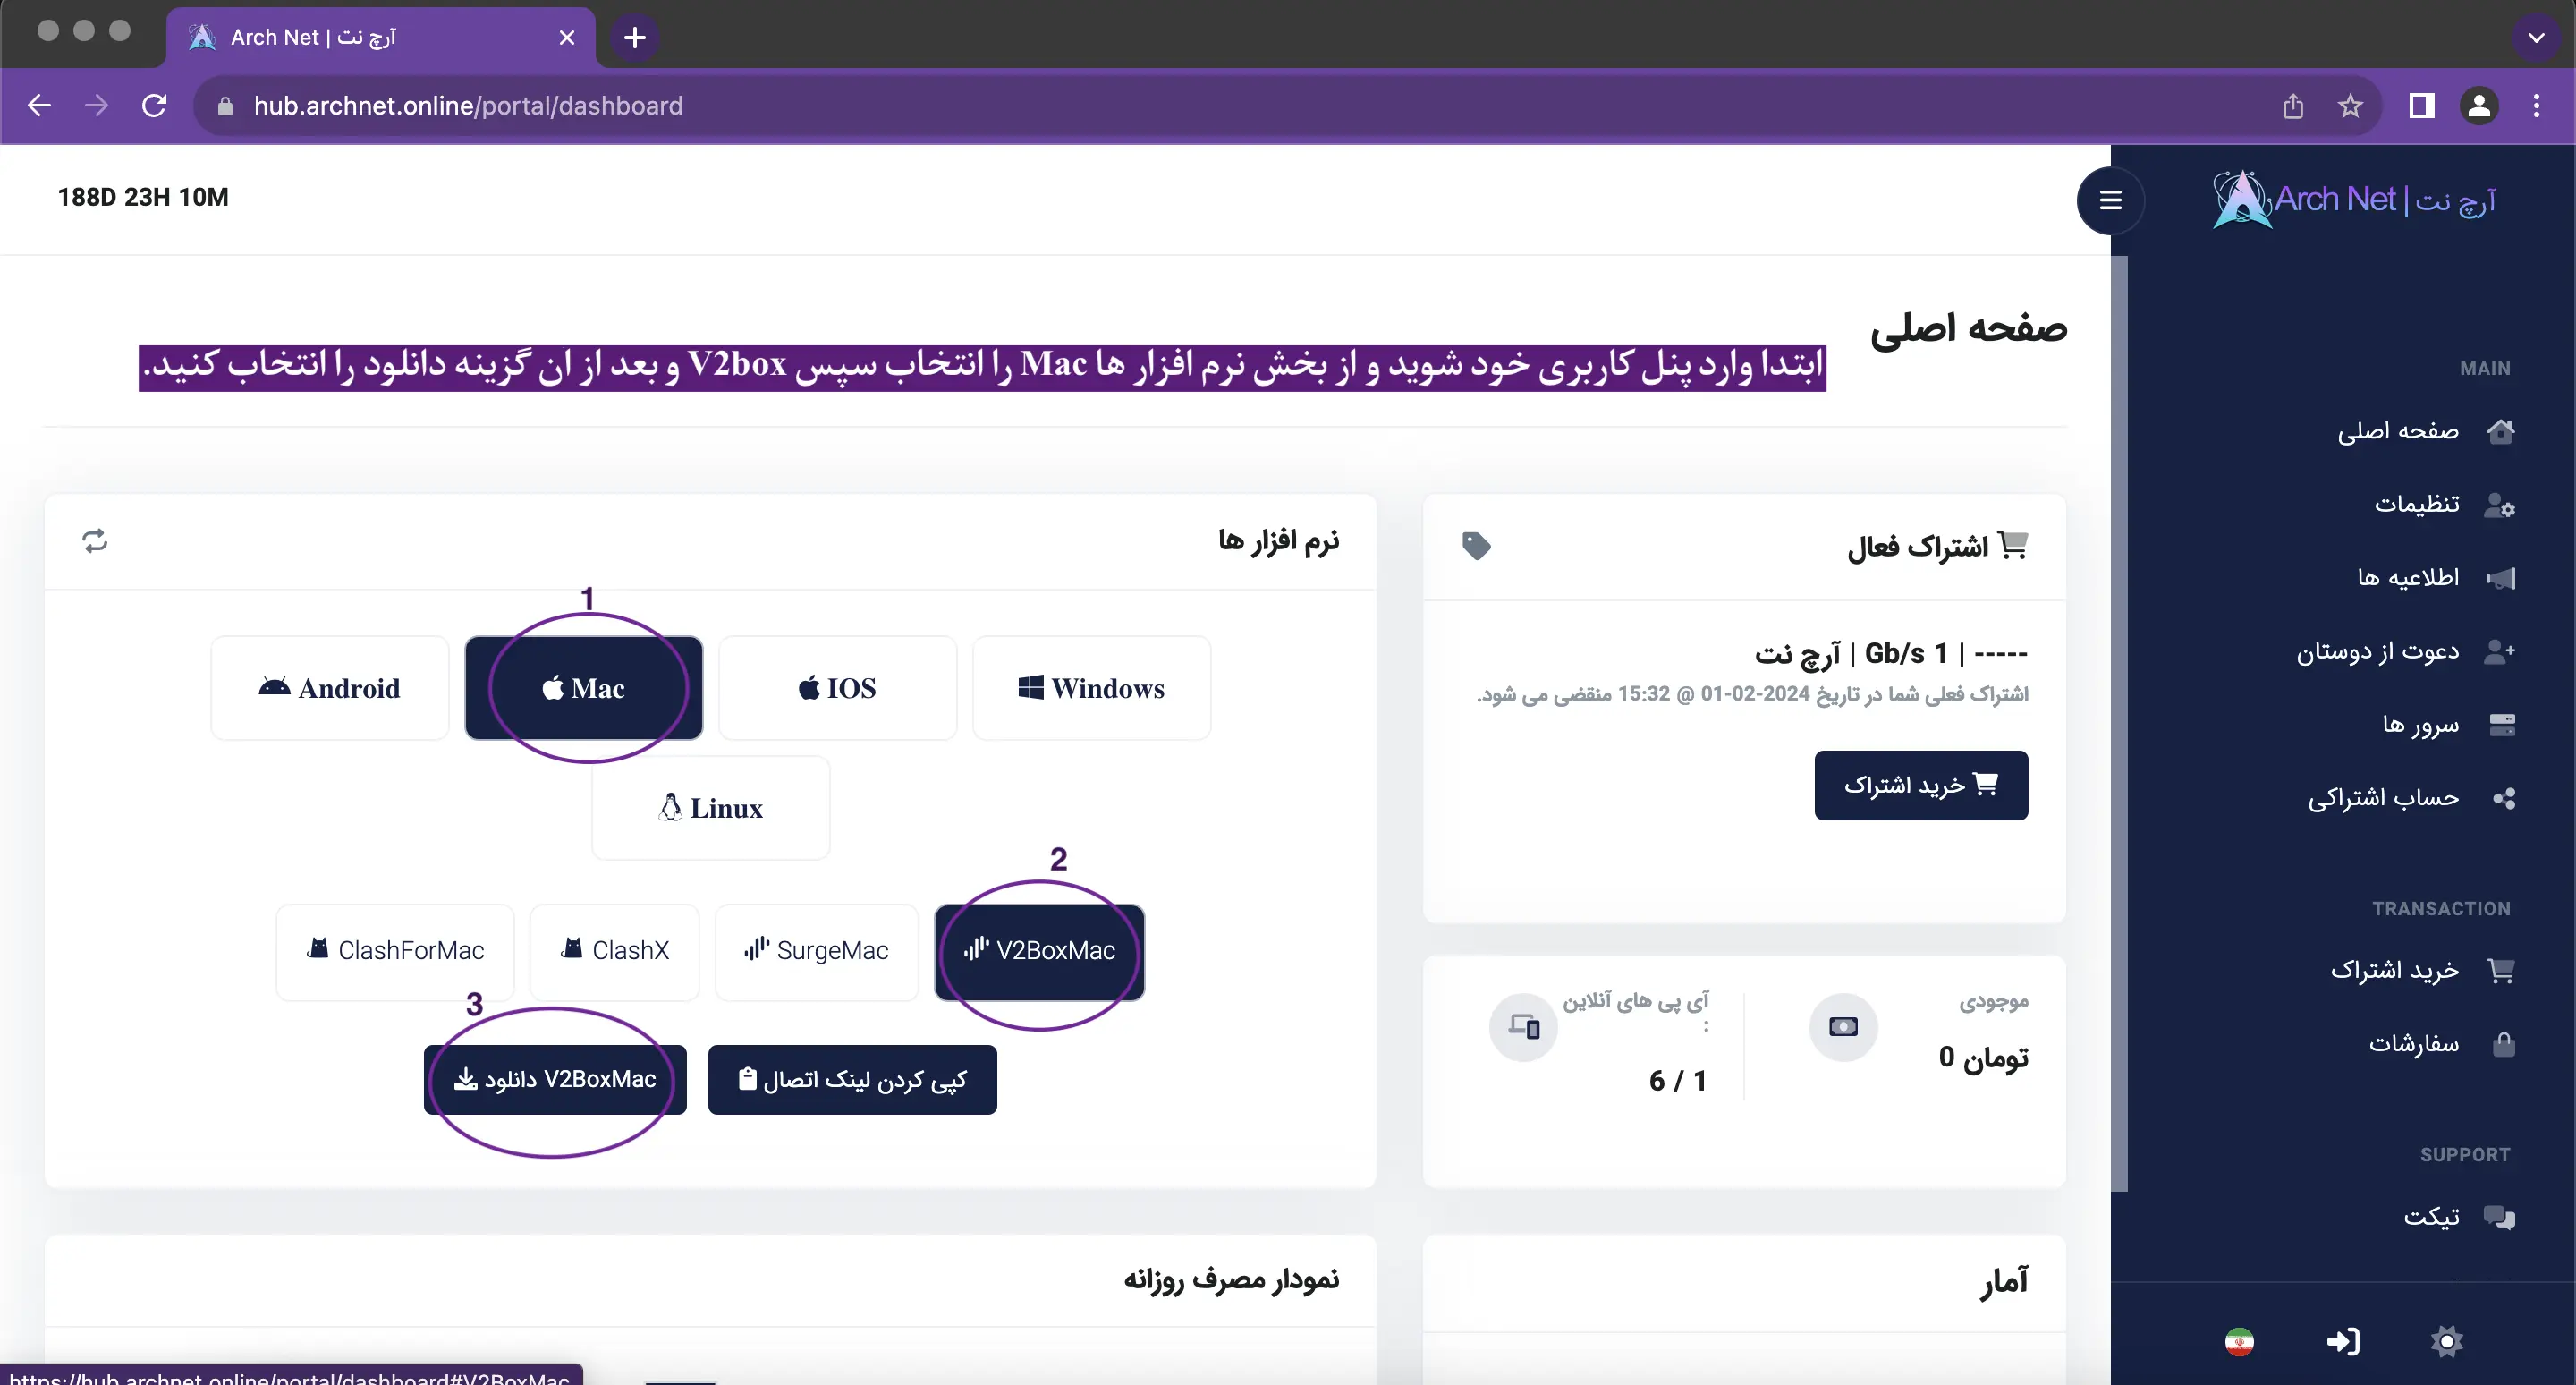 Arch Net | آرچ نت
hub.archnet.online/portal/dashboard
188D 23H 10M
Arch Net | آرچ نت
صفحه اصلی
ابتدا وارد پنل کاربری خود شوید و از بخش نرم افزار ها Mac را انتخاب سپس V2box و بعد از ان گزینه دانلود را انتخاب کنید.
MAIN
صفحه اصلی
تنظیمات
اطلاعیه ها
دعوت از دوستان
سرور ها
حساب اشتراکی
TRANSACTION
خرید اشتراک
سفارشات
SUPPORT
تیکت
اشتراک فعال
----- | 1 Gb/s | آرچ نت
اشتراک فعلی شما در تاریخ 2024-02-01 @ 15:32 منقضی می شود.
خرید اشتراک
موجودی
0 تومان
آی پی های آنلاین
:
6 / 1
آمار
نرم افزار ها
1
Android
Mac
IOS
Windows
Linux
2
ClashForMac
ClashX
SurgeMac
V2BoxMac
3
دانلود V2BoxMac
کپی کردن لینک اتصال
نمودار مصرف روزانه
https://hub.archnet.online/portal/dashboard#V2BoxMac